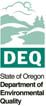 DEQ
State of Oregon
Department of
Environmental
Quality